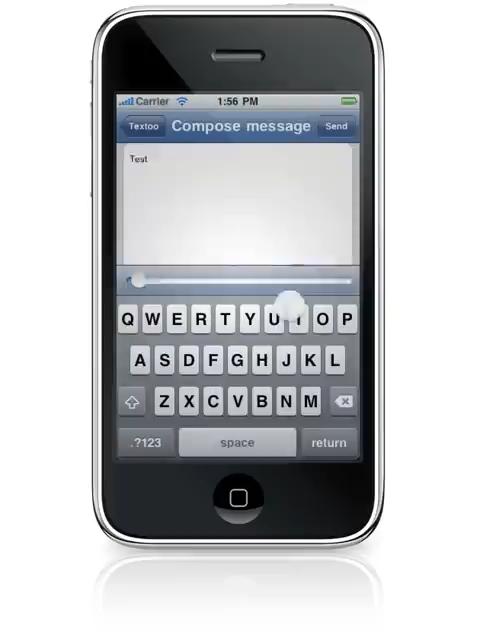 Carrier 1:56 PM
Textoo Compose message Send
Test
Q W E R T Y U I O P
A S D F G H J K L
Z X C V B N M
.?123 space return